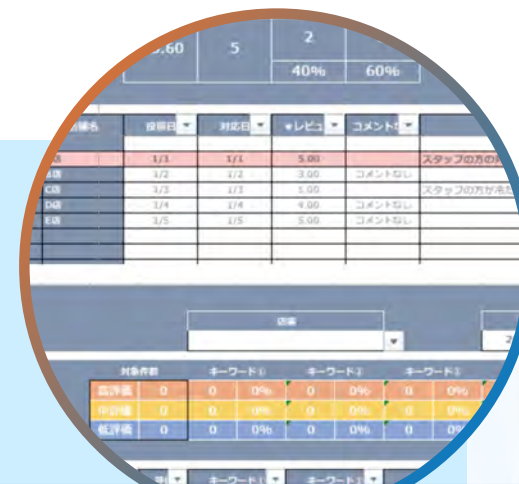 .60 5 2
40% 60%
名 投稿日 対応日 ★レビュ コメント
店 1/1 1/1 5.00 スタッフの方の
B店 1/2 1/2 3.00 コメントなし
C店 1/3 1/3 1.00 スタッフの方が冷た
D店 1/4 1/4 4.00 コメントなし
E店 1/5 1/5 5.00 コメントなし
店舗
2
対象件数 キーワード① キーワード② キーワード③
高評価 0 0 0% 0 0% 0 0%
中評価 0 0 0% 0 0% 0 0%
低評価 0 0 0% 0 0% 0 0%
キーワード① キーワード②